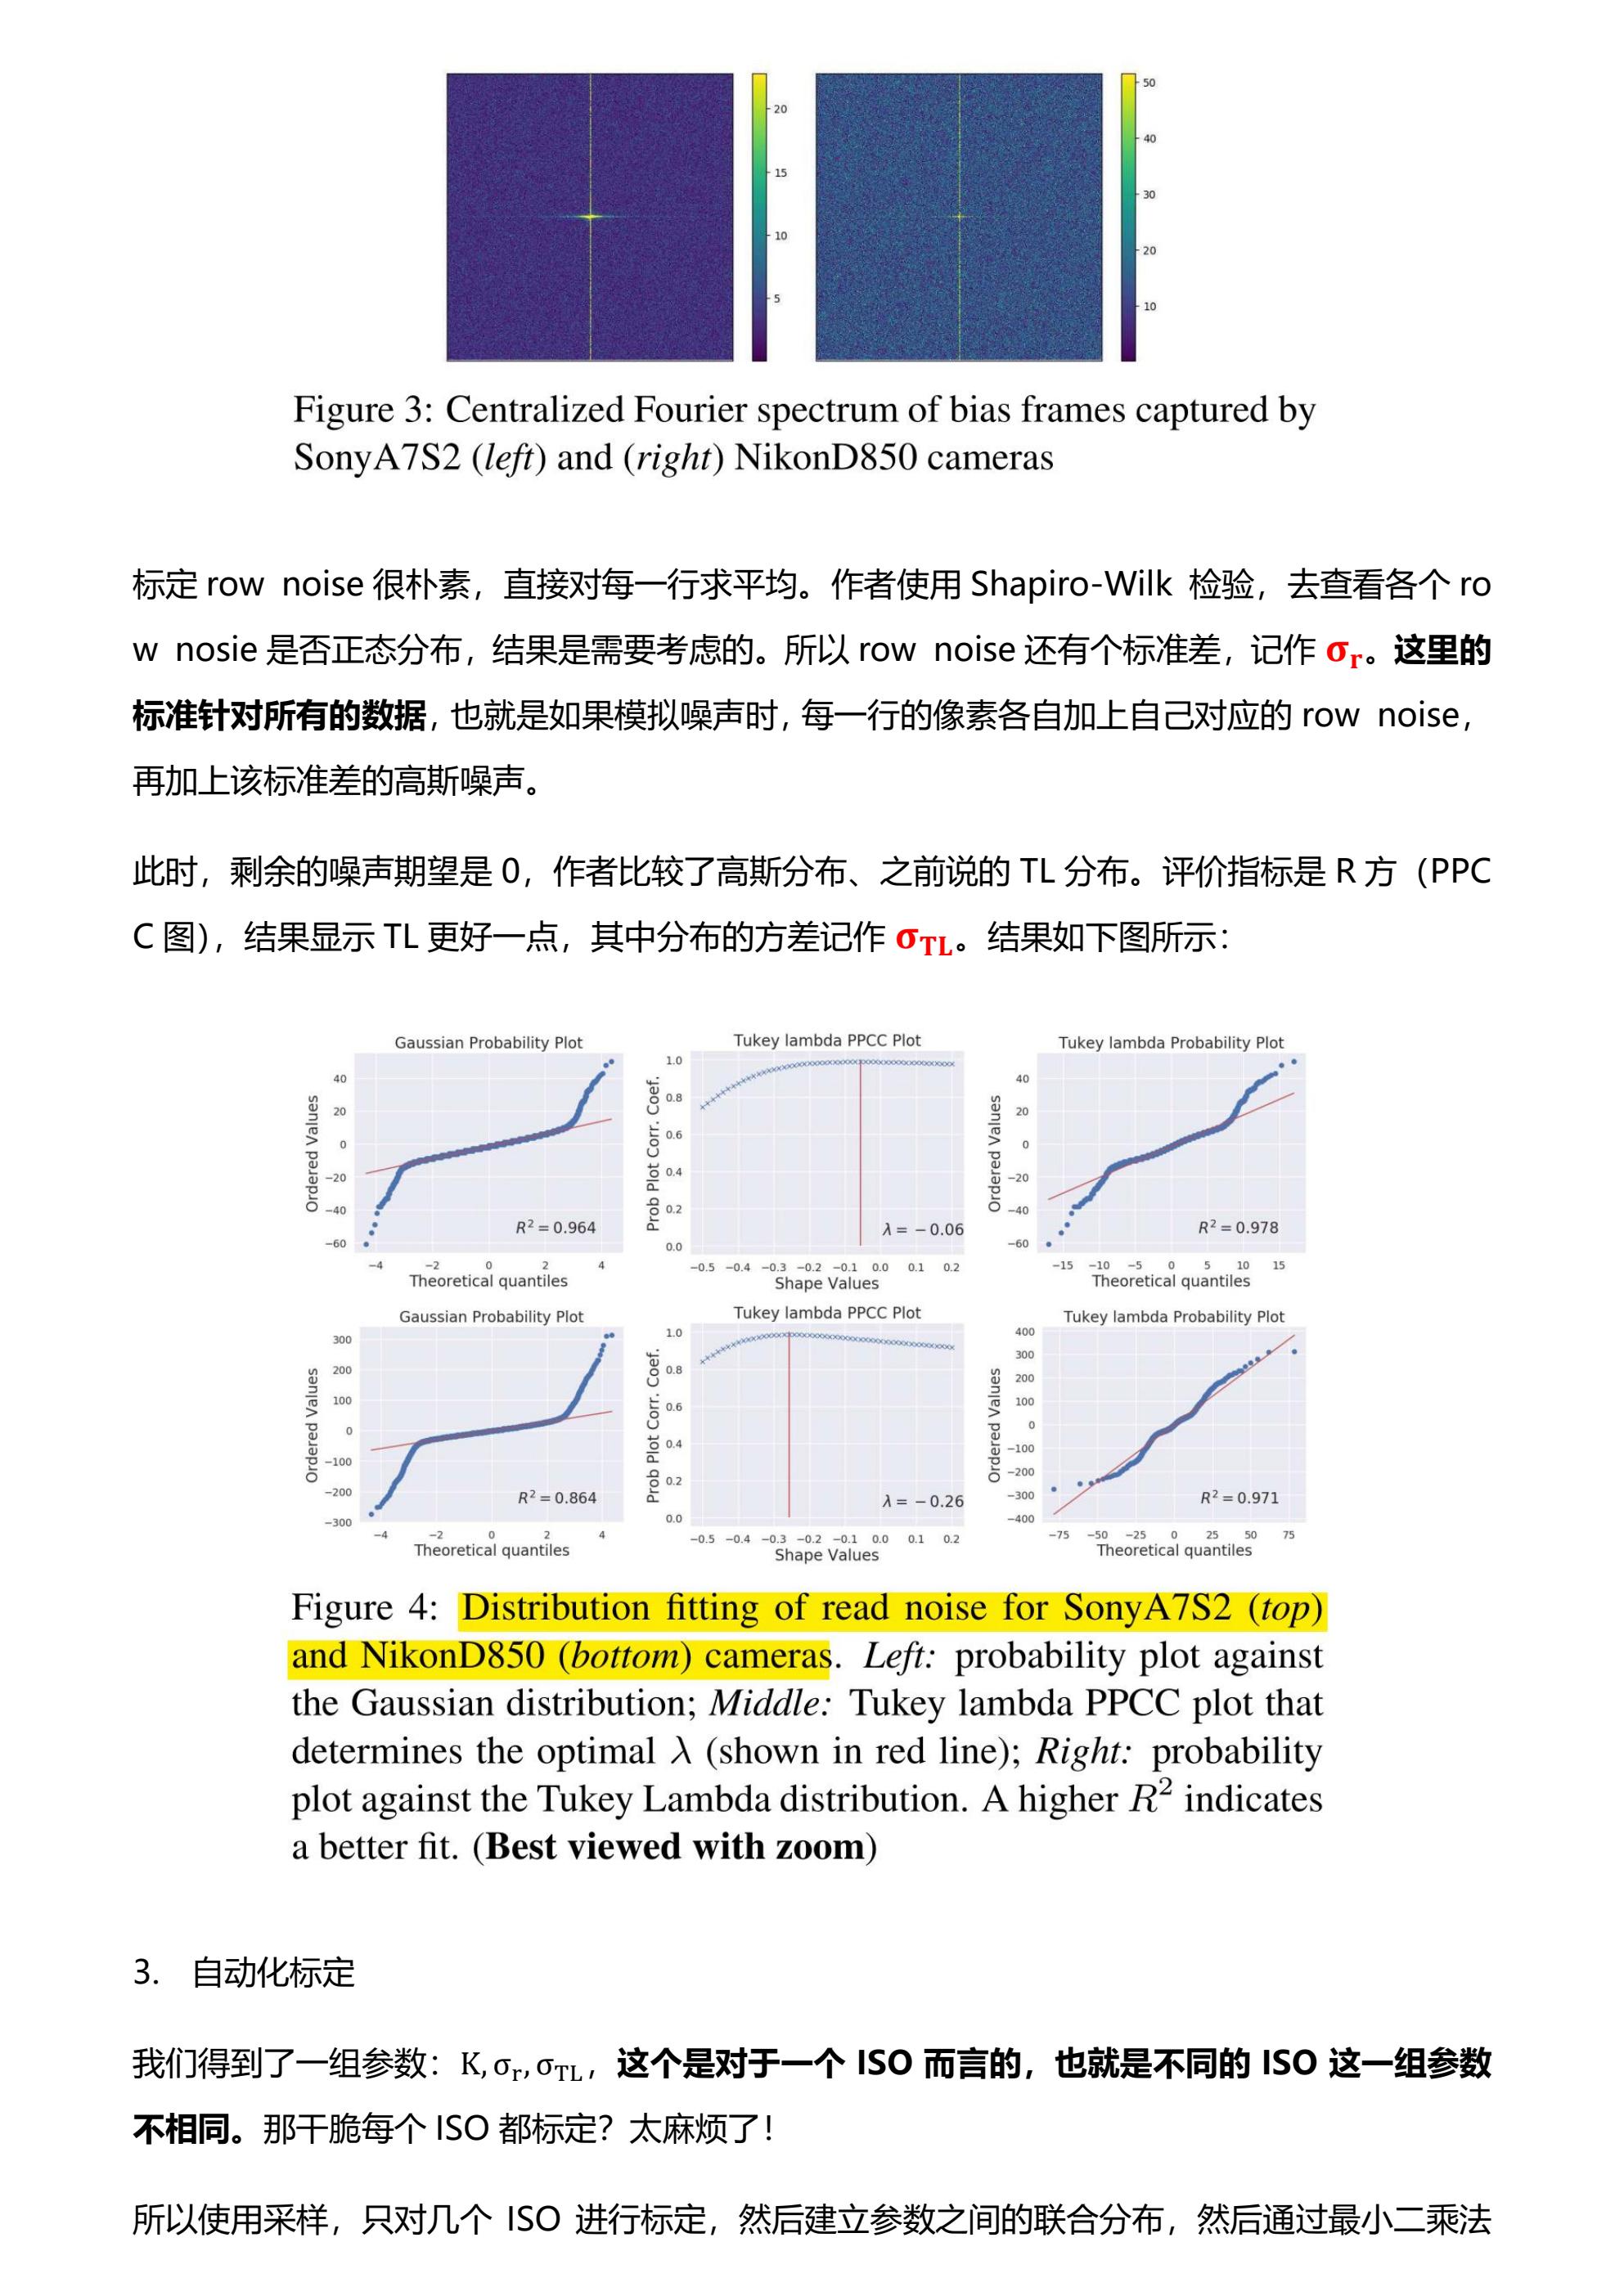 20
15
10
5
50
40
30
20
10
Figure 3: Centralized Fourier spectrum of bias frames captured by
SonyA7S2 (left) and (right) NikonD850 cameras
标定 row noise 很朴素，直接对每一行求平均。作者使用 Shapiro-Wilk 检验，去查看各个 ro
w nosie 是否正态分布，结果是需要考虑的。所以 row noise 还有个标准差，记作 σr。这里的
标准针对所有的数据，也就是如果模拟噪声时，每一行的像素各自加上自己对应的 row noise，
再加上该标准差的高斯噪声。
此时，剩余的噪声期望是 0，作者比较了高斯分布、之前说的 TL 分布。评价指标是 R 方（PPC
C 图），结果显示 TL 更好一点，其中分布的方差记作 σTL。结果如下图所示：
Gaussian Probability Plot
Ordered Values
40
20
0
−20
−40
−60
R² = 0.964
−4 −2 0 2 4
Theoretical quantiles
Tukey lambda PPCC Plot
Prob Plot Corr. Coef.
1.0
0.8
0.6
0.4
0.2
0.0
λ = −0.06
−0.5 −0.4 −0.3 −0.2 −0.1 0.0 0.1 0.2
Shape Values
Tukey lambda Probability Plot
Ordered Values
40
20
0
−20
−40
−60
R² = 0.978
−15 −10 −5 0 5 10 15
Theoretical quantiles
Gaussian Probability Plot
Ordered Values
300
200
100
0
−100
−200
−300
R² = 0.864
−4 −2 0 2 4
Theoretical quantiles
Tukey lambda PPCC Plot
Prob Plot Corr. Coef.
1.0
0.8
0.6
0.4
0.2
0.0
λ = −0.26
−0.5 −0.4 −0.3 −0.2 −0.1 0.0 0.1 0.2
Shape Values
Tukey lambda Probability Plot
Ordered Values
400
300
200
100
0
−100
−200
−300
−400
R² = 0.971
−75 −50 −25 0 25 50 75
Theoretical quantiles
Figure 4: Distribution fitting of read noise for SonyA7S2 (top)
and NikonD850 (bottom) cameras. Left: probability plot against
the Gaussian distribution; Middle: Tukey lambda PPCC plot that
determines the optimal λ (shown in red line); Right: probability
plot against the Tukey Lambda distribution. A higher R² indicates
a better fit. (Best viewed with zoom)
3. 自动化标定
我们得到了一组参数：K, σr, σTL，这个是对于一个 ISO 而言的，也就是不同的 ISO 这一组参数
不相同。那干脆每个 ISO 都标定？太麻烦了！
所以使用采样，只对几个 ISO 进行标定，然后建立参数之间的联合分布，然后通过最小二乘法